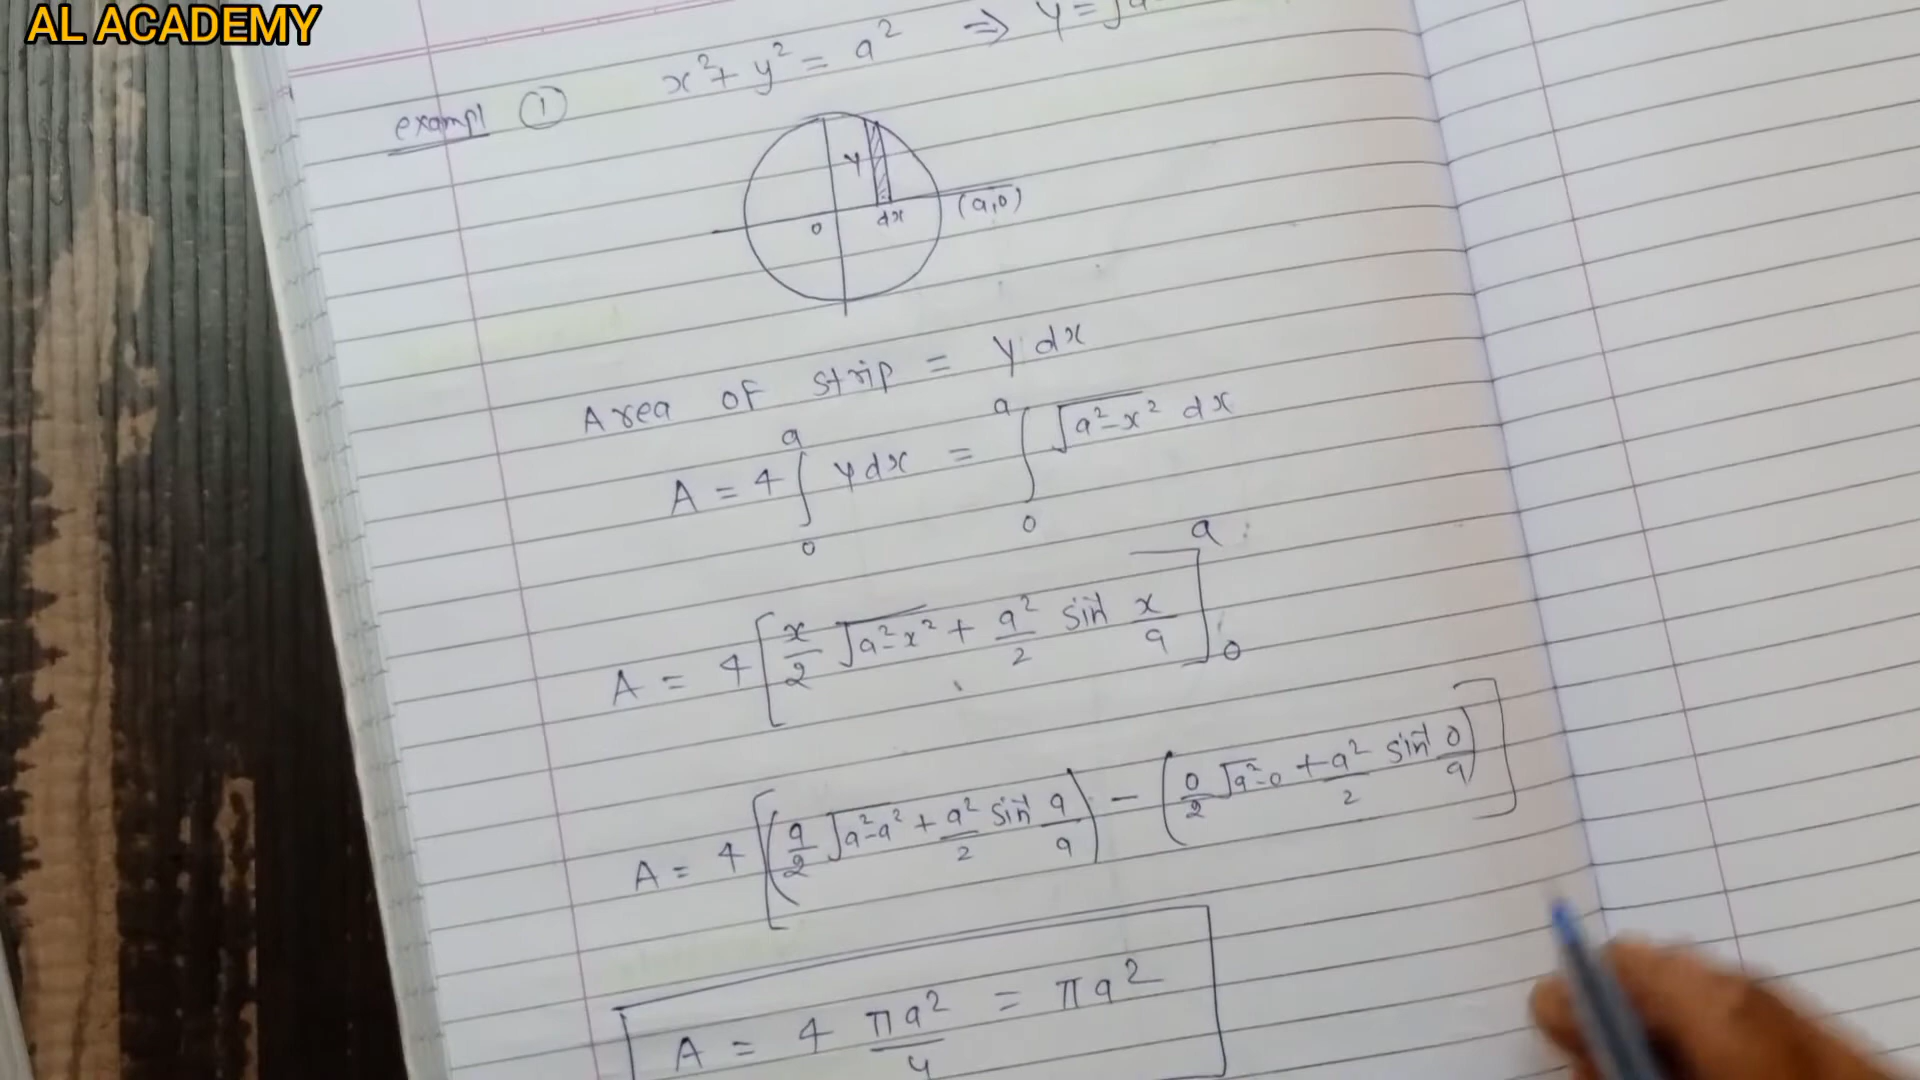 AL ACADEMY
x² + y² = a² ⇒ y = √a
exampl ①
y
o dx (a,0)
Area of strip = y dx
A = 4 ∫₀ᵃ y dx = ∫₀ᵃ √a²-x² dx
A = 4 [x/2 √a²-x² + a²/2 sin⁻¹ x/a]₀ᵃ
A = 4 [(a/2 √a²-a² + a²/2 sin⁻¹ a/a) - (0/2 √a²-0 + a²/2 sin⁻¹ 0/a)]
A = 4 πa²/4 = πa²